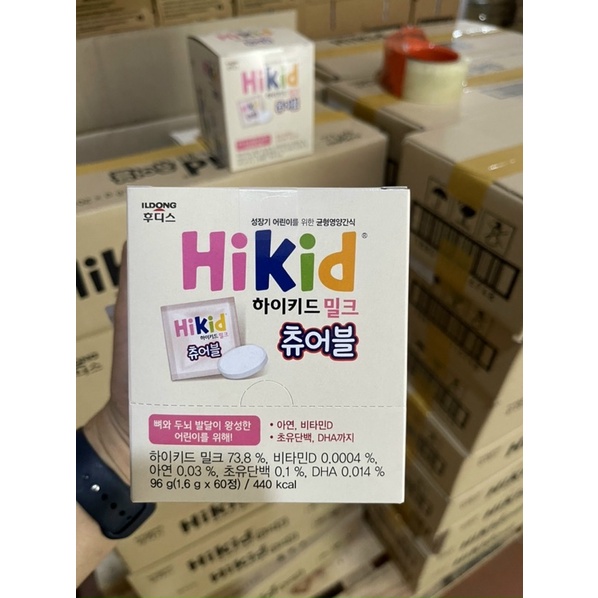 Hikid
ILDONG
후디스
성장기 어린이를 위한 균형영양간식
Hikid®
하이키드 밀크
츄어블
Hikid
하이키드 밀크
츄어블
뼈와 두뇌 발달이 왕성한
어린이를 위해!
• 아연, 비타민D
• 초유단백, DHA까지
하이키드 밀크 73.8 %, 비타민D 0.0004 %,
아연 0.03 %, 초유단백 0.1 %, DHA 0.014 %
96 g(1.6 g x 60정) / 440 kcal
Hikid
Hikid
Hikid